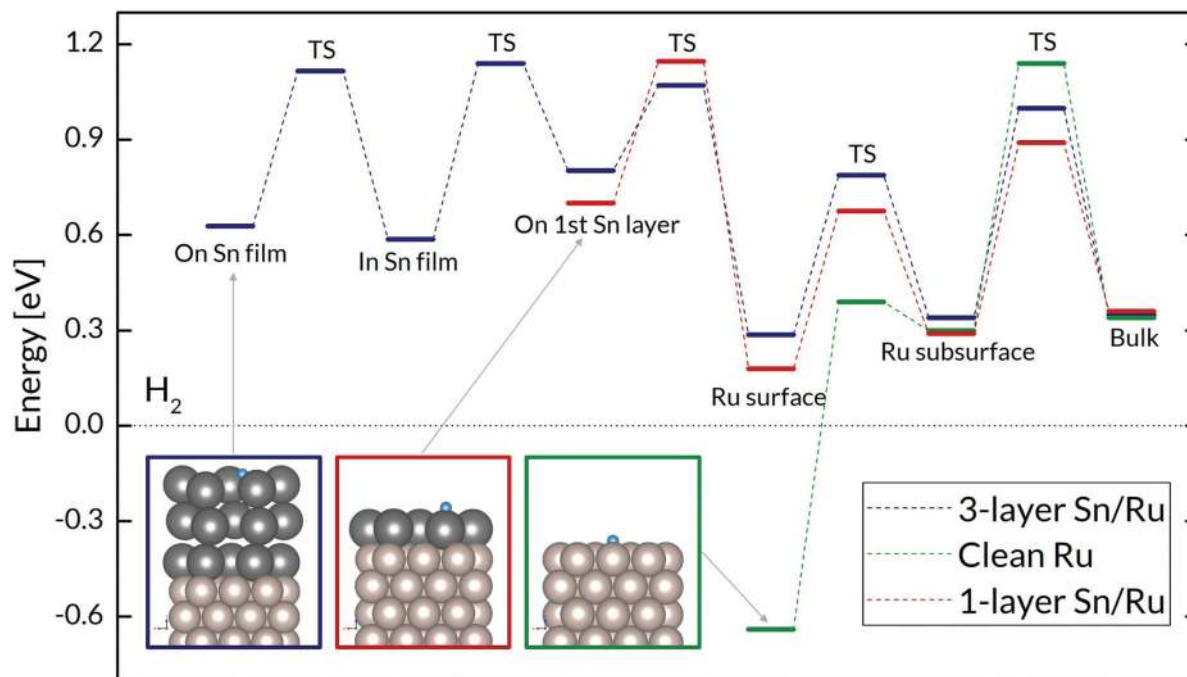 Energy [eV]
1.2
0.9
0.6
0.3
0.0
-0.3
-0.6
TS
TS
TS
TS
TS
On Sn film
In Sn film
On 1st Sn layer
Ru surface
Ru subsurface
Bulk
H₂
3-layer Sn/Ru
Clean Ru
1-layer Sn/Ru